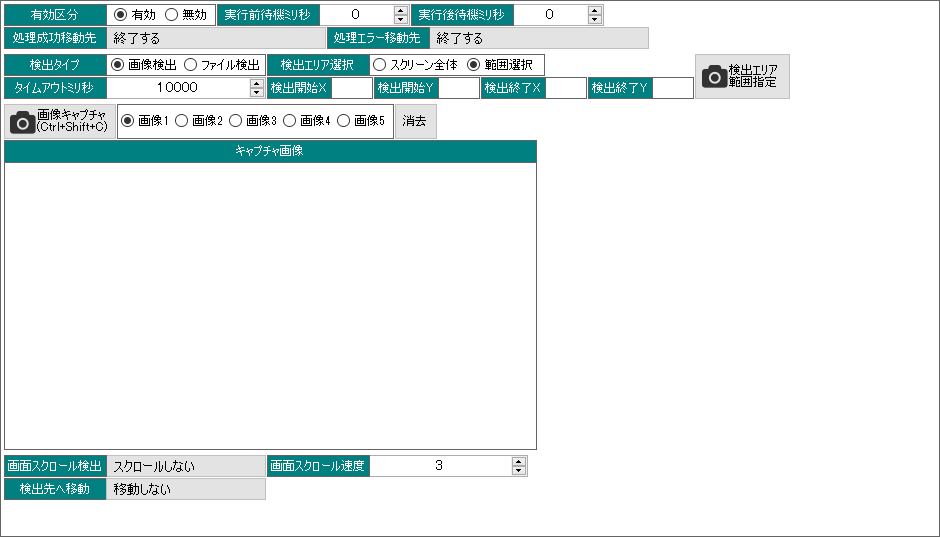 有効区分 有効 無効 実行前待機ミリ秒 0 実行後待機ミリ秒 0
処理成功移動先 終了する 処理エラー移動先 終了する
検出タイプ 画像検出 ファイル検出 検出エリア選択 スクリーン全体 範囲選択
タイムアウトミリ秒 10000 検出開始X 検出開始Y 検出終了X 検出終了Y
検出エリア
範囲指定
画像キャプチャ
(Ctrl+Shift+C)
画像1 画像2 画像3 画像4 画像5 消去
キャプチャ画像
画面スクロール検出 スクロールしない 画面スクロール速度 3
検出先へ移動 移動しない